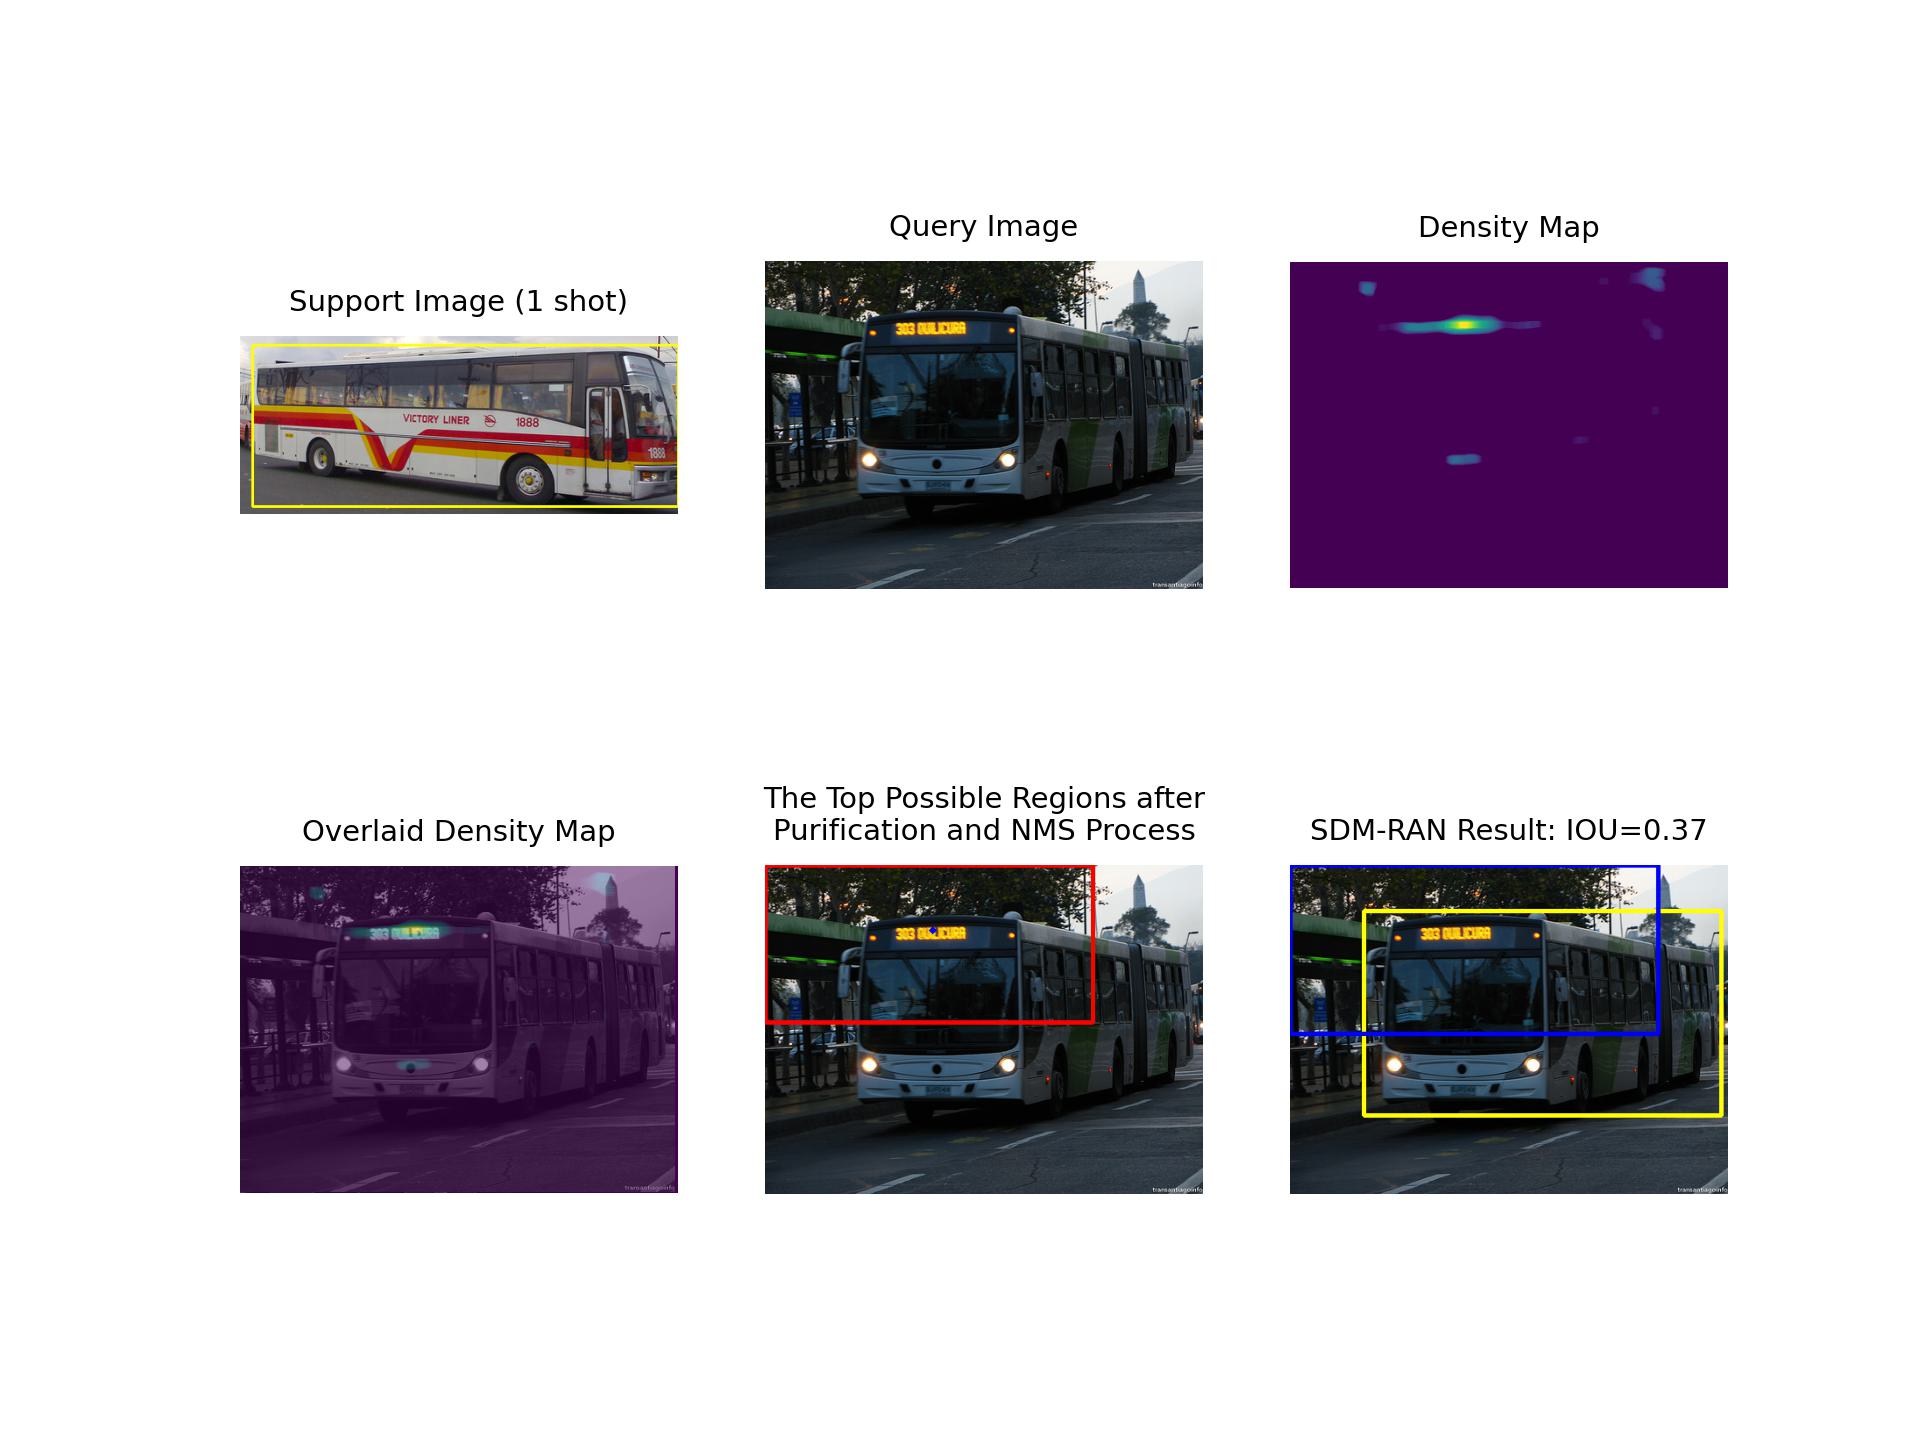 Query Image
Density Map
Support Image (1 shot)
303 QUILICURA
VICTORY LINER 1888
1888
transantiagoinfo
The Top Possible Regions after
Purification and NMS Process
Overlaid Density Map
SDM-RAN Result: IOU=0.37
303 QUILICURA
303 QUILICURA
303 QUILICURA
transantiagoinfo
transantiagoinfo
transantiagoinfo